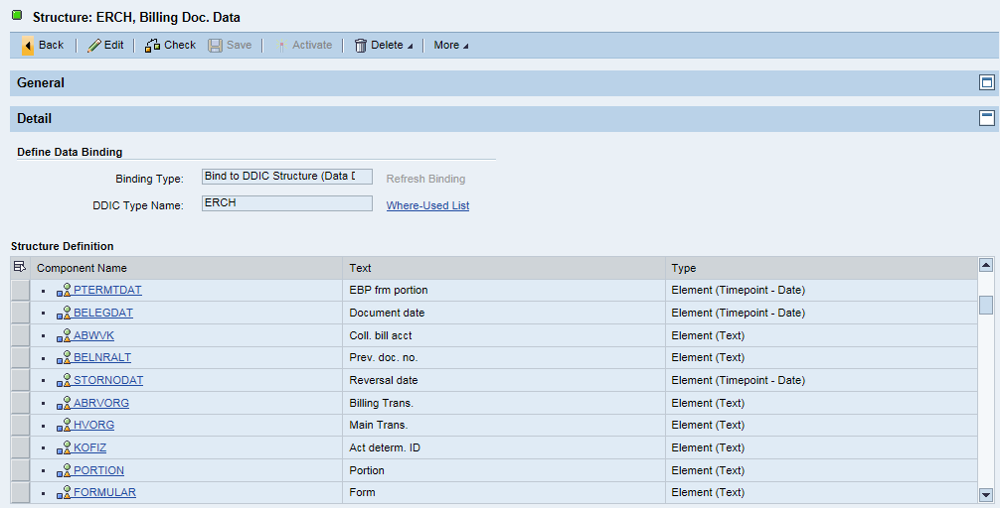 Structure: ERCH, Billing Doc. Data
Back Edit Check Save Activate Delete More
General
Detail
Define Data Binding
Binding Type: Bind to DDIC Structure (Data D Refresh Binding
DDIC Type Name: ERCH Where-Used List
Structure Definition
Component Name Text Type
PTERMTDAT EBP frm portion Element (Timepoint - Date)
BELEGDAT Document date Element (Timepoint - Date)
ABWVK Coll. bill acct Element (Text)
BELNRALT Prev. doc. no. Element (Text)
STORNODAT Reversal date Element (Timepoint - Date)
ABRVORG Billing Trans. Element (Text)
HVORG Main Trans. Element (Text)
KOFIZ Act determ. ID Element (Text)
PORTION Portion Element (Text)
FORMULAR Form Element (Text)